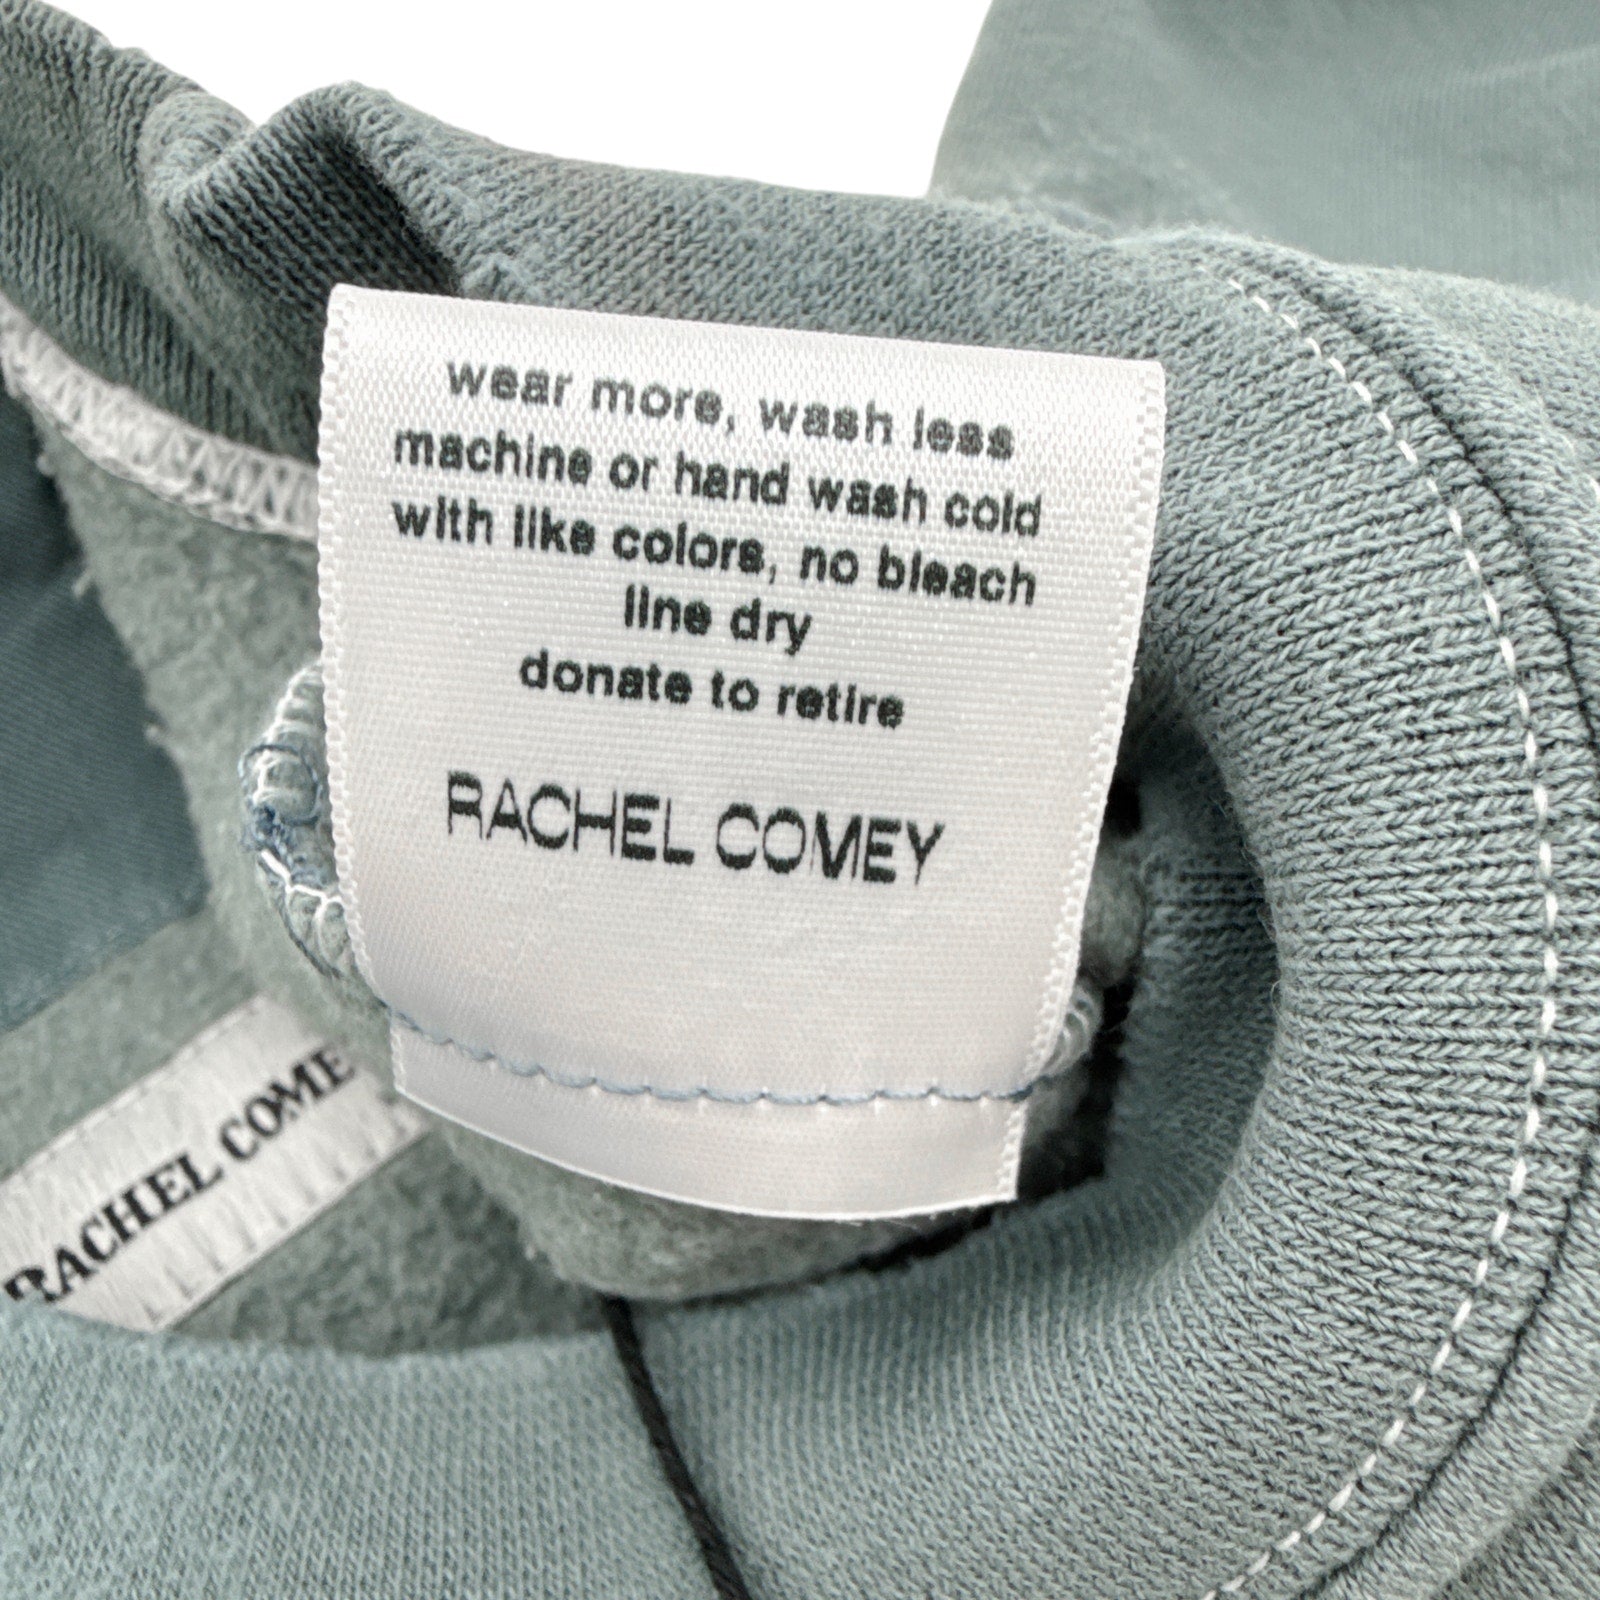 wear more, wash less
machine or hand wash cold
with like colors, no bleach
line dry
donate to retire
RACHEL COMEY
RACHEL COME